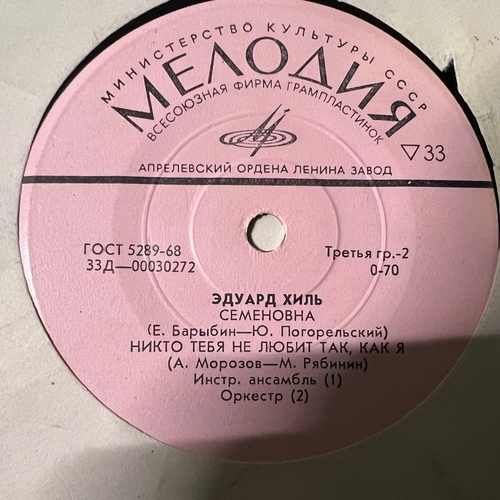 МИНИСТЕРСТВО КУЛЬТУРЫ СССР
МЕЛОДИЯ
ВСЕСОЮЗНАЯ ФИРМА ГРАМПЛАСТИНОК
АПРЕЛЕВСКИЙ ОРДЕНА ЛЕНИНА ЗАВОД
▽33
ГОСТ 5289-68
33Д—00030272
Третья гр.-2
0-70
ЭДУАРД ХИЛЬ
СЕМЕНОВНА
(Е. Барыбин—Ю. Погорельский)
НИКТО ТЕБЯ НЕ ЛЮБИТ ТАК, КАК Я
(А. Морозов—М. Рябинин)
Инстр. ансамбль (1)
Оркестр (2)